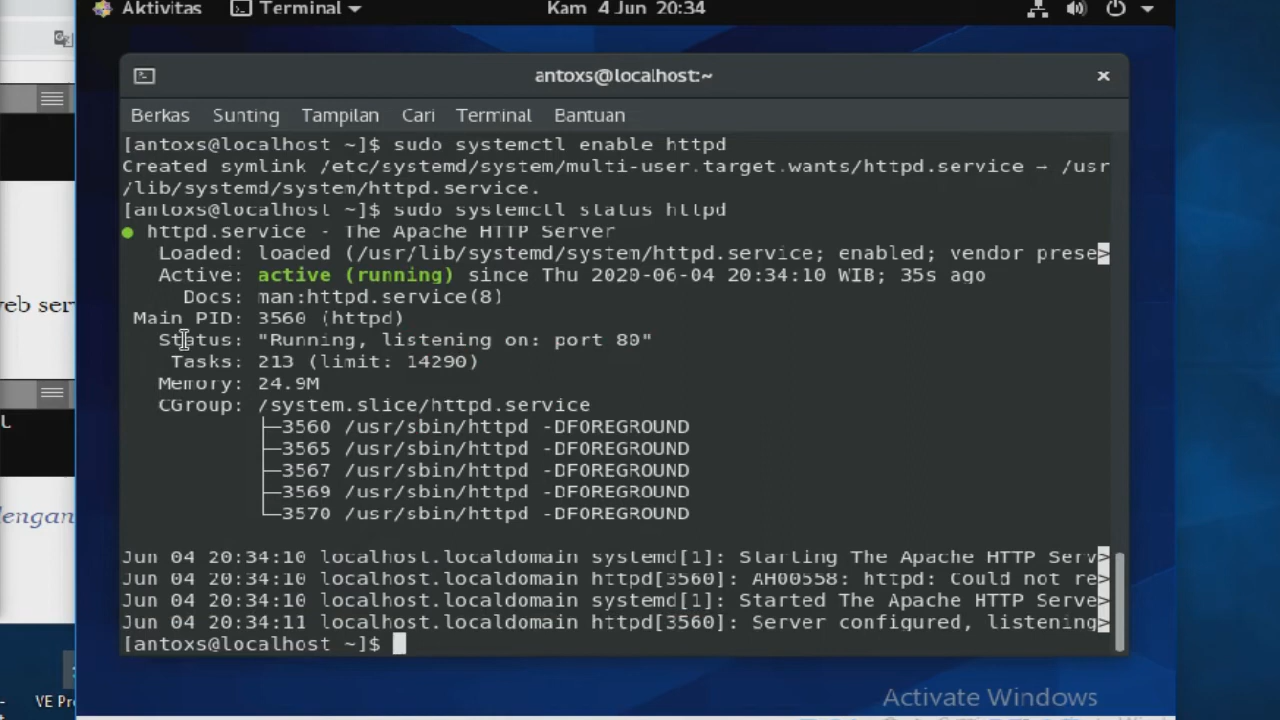 Aktivitas Terminal Kam 4 Jun 20:34
antoxs@localhost:~
Berkas Sunting Tampilan Cari Terminal Bantuan
[antoxs@localhost ~]$ sudo systemctl enable httpd
Created symlink /etc/systemd/system/multi-user.target.wants/httpd.service → /usr
/lib/systemd/system/httpd.service.
[antoxs@localhost ~]$ sudo systemctl status httpd
● httpd.service - The Apache HTTP Server
Loaded: loaded (/usr/lib/systemd/system/httpd.service; enabled; vendor prese>
Active: active (running) since Thu 2020-06-04 20:34:10 WIB; 35s ago
Docs: man:httpd.service(8)
Main PID: 3560 (httpd)
Status: "Running, listening on: port 80"
Tasks: 213 (limit: 14290)
Memory: 24.9M
CGroup: /system.slice/httpd.service
├─3560 /usr/sbin/httpd -DFOREGROUND
├─3565 /usr/sbin/httpd -DFOREGROUND
├─3567 /usr/sbin/httpd -DFOREGROUND
├─3569 /usr/sbin/httpd -DFOREGROUND
└─3570 /usr/sbin/httpd -DFOREGROUND
Jun 04 20:34:10 localhost.localdomain systemd[1]: Starting The Apache HTTP Serv>
Jun 04 20:34:10 localhost.localdomain httpd[3560]: AH00558: httpd: Could not re>
Jun 04 20:34:10 localhost.localdomain systemd[1]: Started The Apache HTTP Serve>
Jun 04 20:34:11 localhost.localdomain httpd[3560]: Server configured, listening>
[antoxs@localhost ~]$
eb ser
engan
VE Pr
Activate Windows